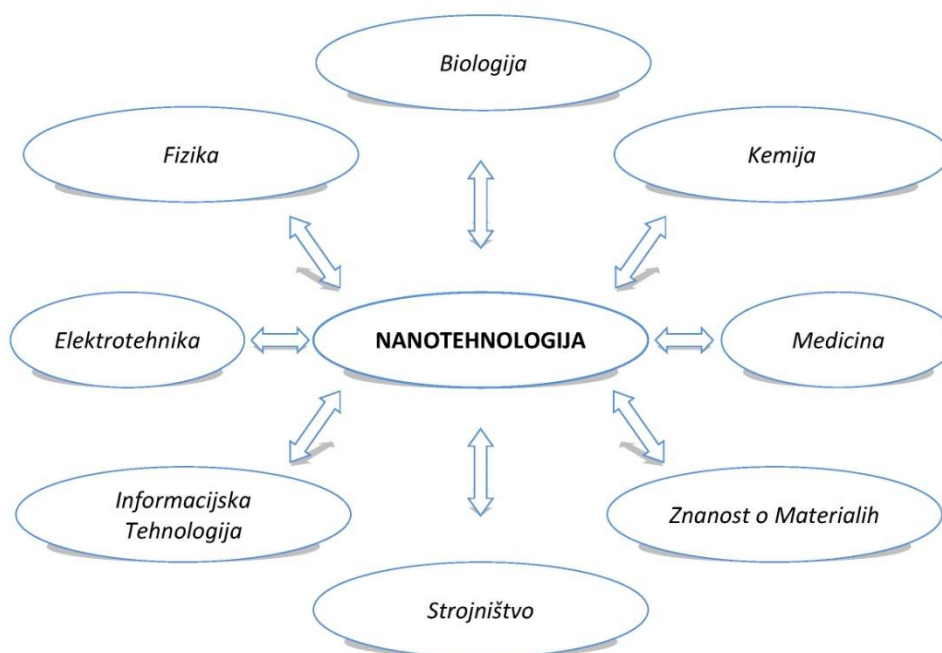 Biologija
Fizika
Kemija
Elektrotehnika
NANOTEHNOLOGIJA
Medicina
Informacijska
Tehnologija
Znanost o Materialih
Strojništvo